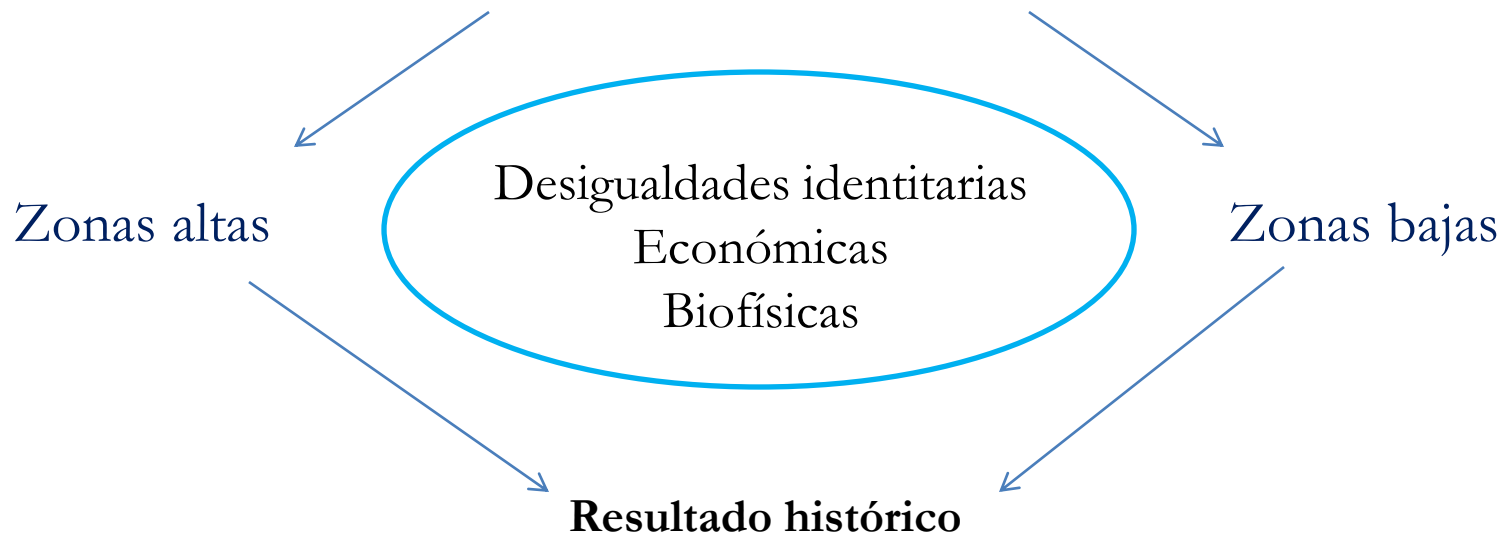 Desigualdades identitarias
Zonas altas
Económicas
Zonas bajas
Biofísicas
Resultado histórico